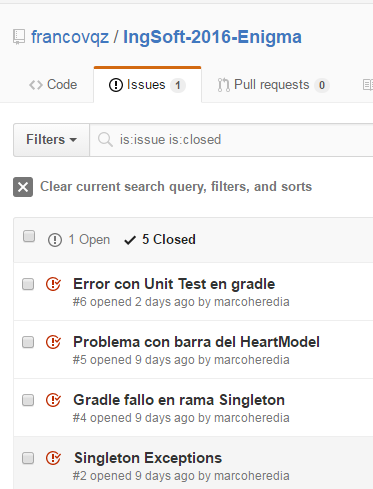 francovqz / IngSoft-2016-Enigma
Code Issues 1 Pull requests 0
Filters is:issue is:closed
Clear current search query, filters, and sorts
1 Open 5 Closed
Error con Unit Test en gradle
#6 opened 2 days ago by marcoheredia
Problema con barra del HeartModel
#5 opened 9 days ago by marcoheredia
Gradle fallo en rama Singleton
#4 opened 9 days ago by marcoheredia
Singleton Exceptions
#2 opened 9 days ago by marcoheredia